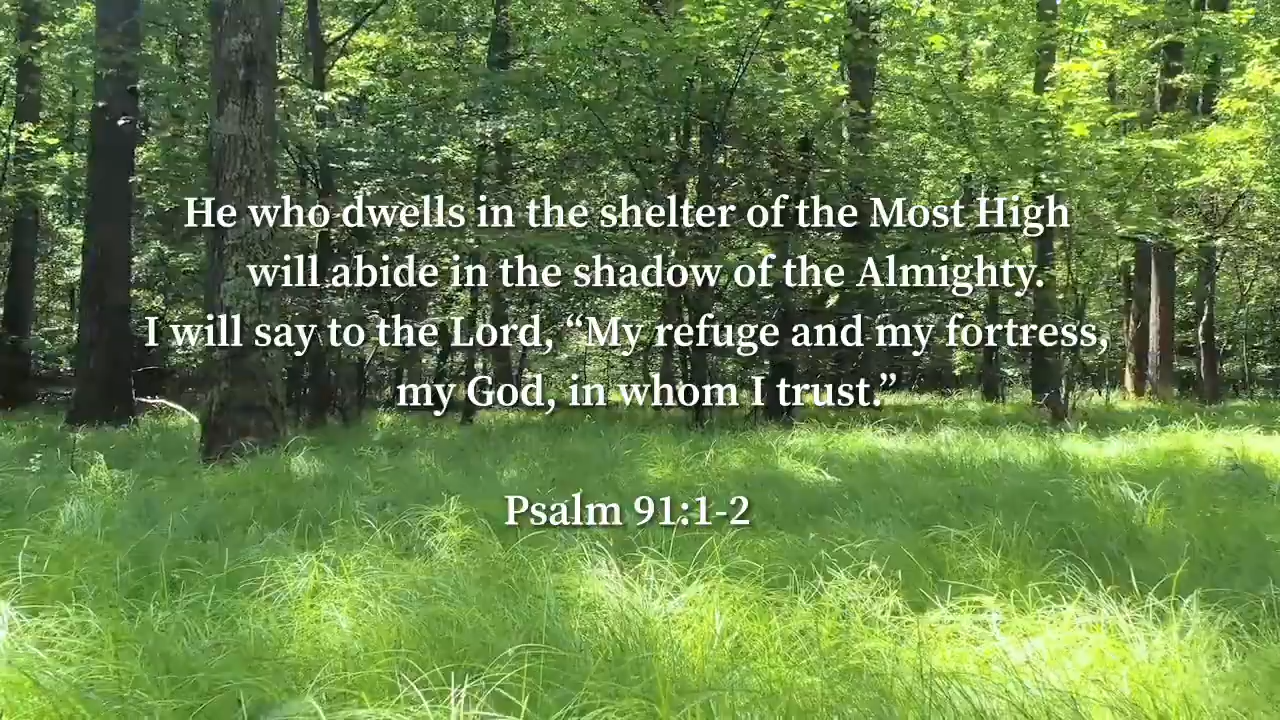 He who dwells in the shelter of the Most High
will abide in the shadow of the Almighty.
I will say to the Lord, “My refuge and my fortress,
my God, in whom I trust.”
Psalm 91:1-2